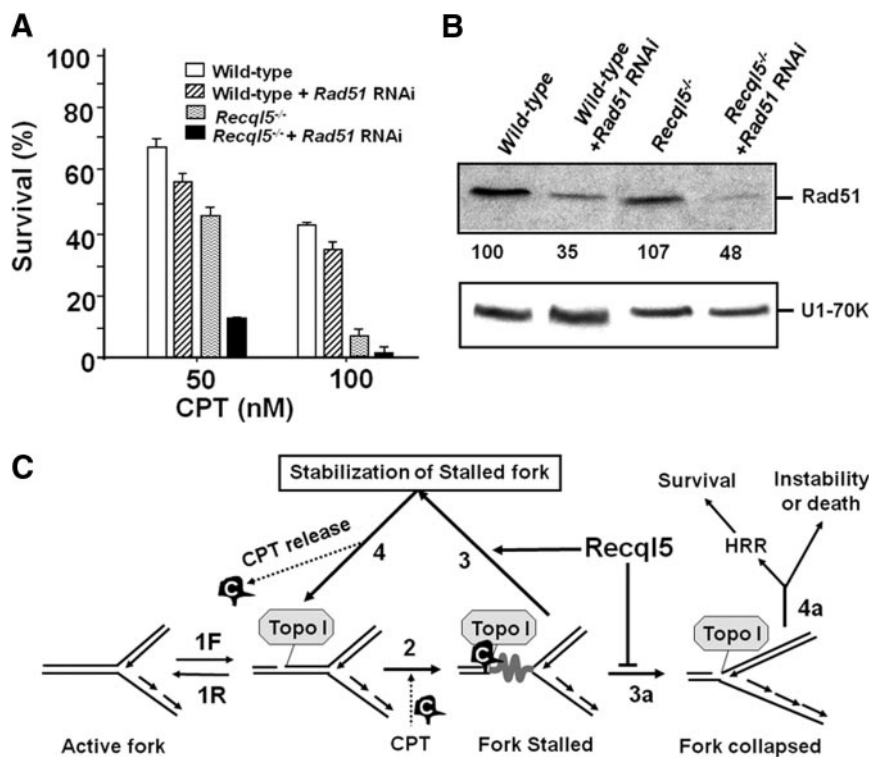 A
Survival (%)
100
80
60
40
20
0
Wild-type
Wild-type + Rad51 RNAi
Recql5-/-
Recql5-/- + Rad51 RNAi
50
100
CPT (nM)
B
Wild-type
Wild-type
+Rad51 RNAi
Recql5-/-
Recql5-/-
+Rad51 RNAi
Rad51
100
35
107
48
U1-70K
C
Stabilization of Stalled fork
Survival
Instability
or death
HRR
CPT release
4
3
Recql5
4a
C
Topo I
Topo I
Topo I
1F
1R
2
C
3a
C
CPT
Active fork
Fork Stalled
Fork collapsed